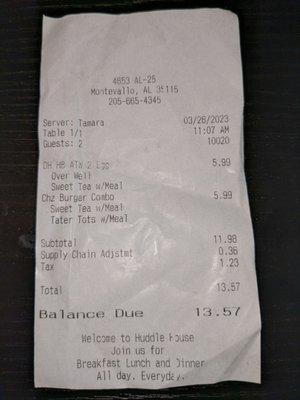 4653 AL-25
Montevallo, AL 35115
205-665-4345
Server: Tamara 03/26/2023
Table 1/1 11:07 AM
Guests: 2 10020
DH HB ATW 2 Egg 5.99
Over Well
Sweet Tea w/Meal
Chz Burger Combo 5.99
Sweet Tea w/Meal
Tater Tots w/Meal
Subtotal 11.98
Supply Chain Adjstmt 0.36
Tax 1.23
Total 13.57
Balance Due 13.57
Welcome to Huddle House
Join us for
Breakfast Lunch and Dinner
All day. Everyday.